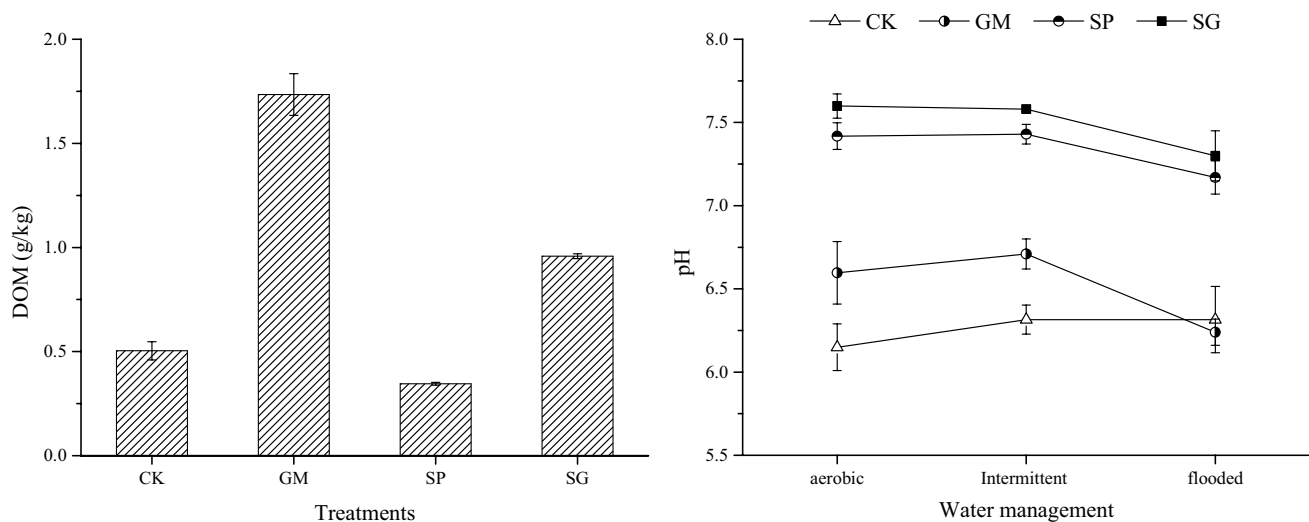 2.0
1.5
1.0
0.5
0.0
DOM (g/kg)
CK GM SP SG
Treatments
CK GM SP SG
8.0
7.5
7.0
6.5
6.0
5.5
pH
aerobic Intermittent flooded
Water management